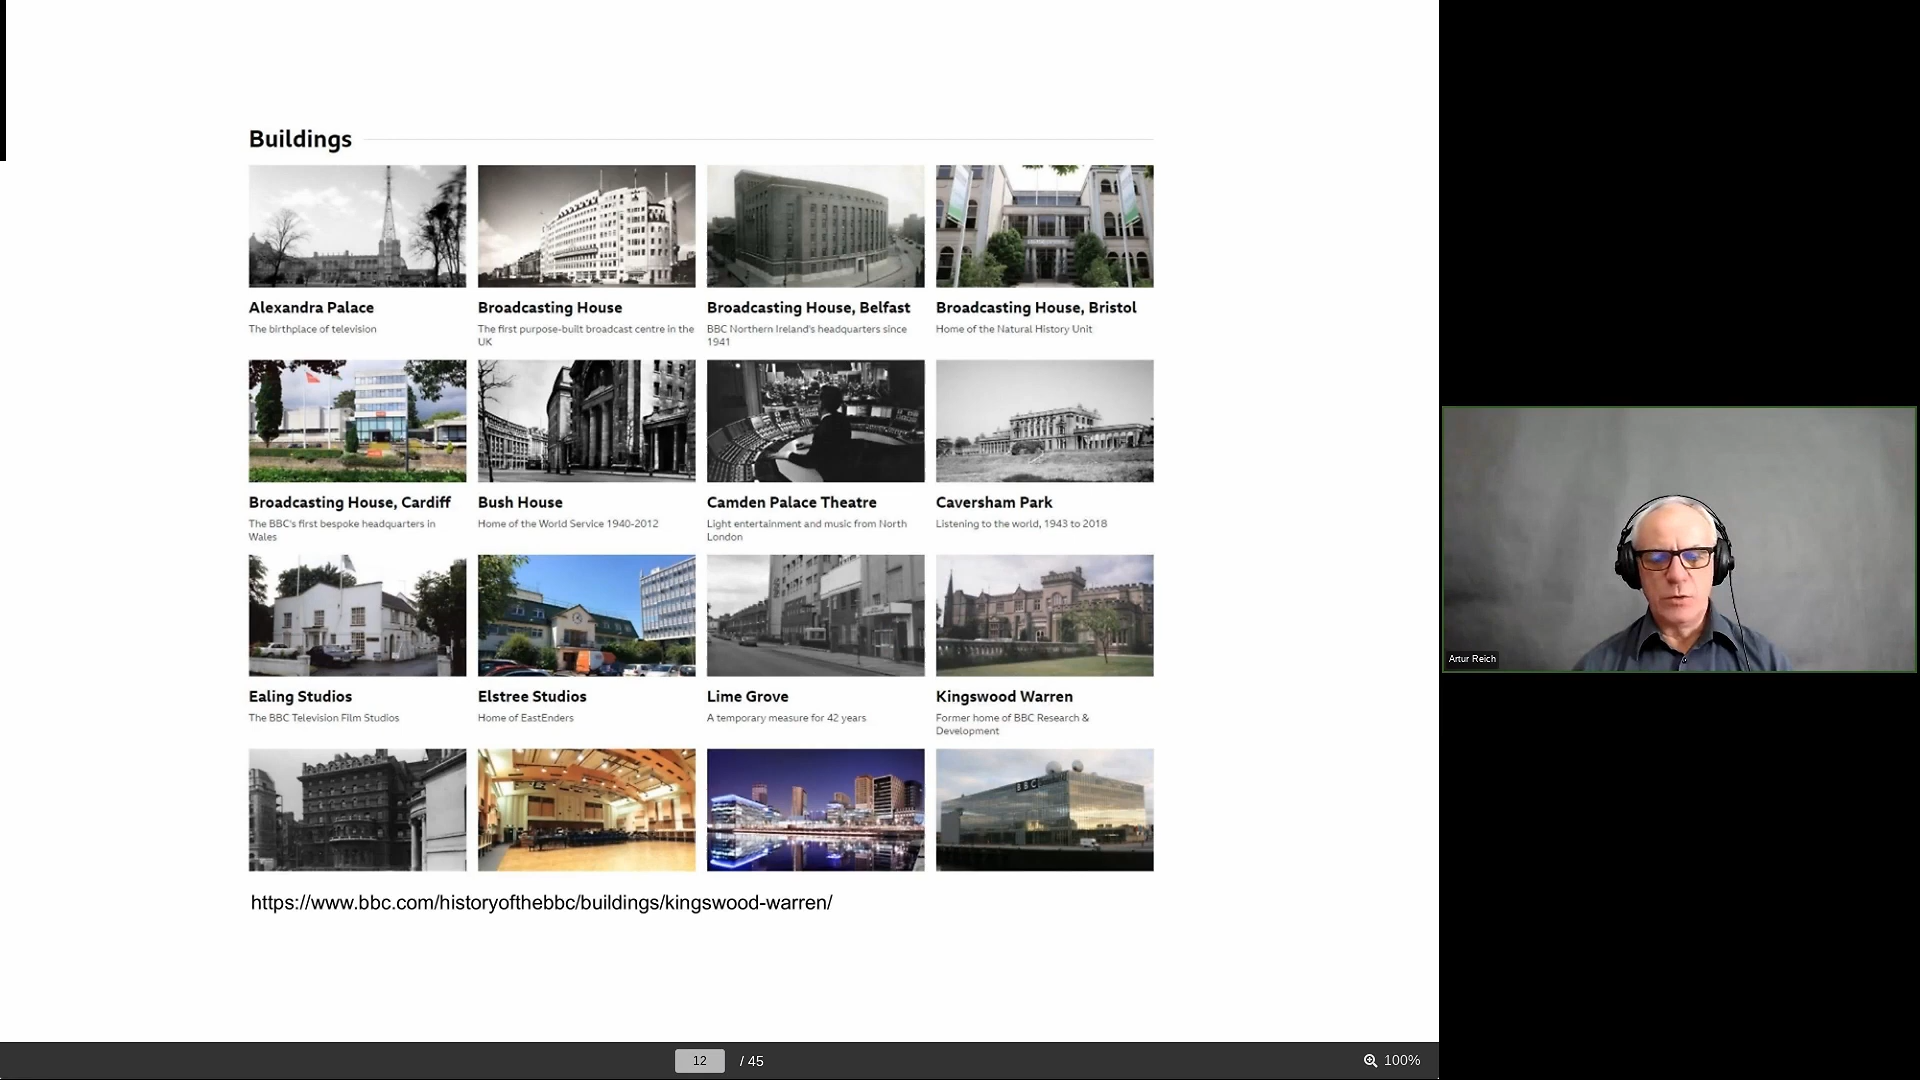 Buildings
Alexandra Palace
The birthplace of television
Broadcasting House
The first purpose-built broadcast centre in the
UK
Broadcasting House, Belfast
BBC Northern Ireland's headquarters since
1941
Broadcasting House, Bristol
Home of the Natural History Unit
Broadcasting House, Cardiff
The BBC's first bespoke headquarters in
Wales
Bush House
Home of the World Service 1940-2012
Camden Palace Theatre
Light entertainment and music from North
London
Caversham Park
Listening to the world, 1943 to 2018
Ealing Studios
The BBC Television Film Studios
Elstree Studios
Home of EastEnders
Lime Grove
A temporary measure for 42 years
Kingswood Warren
Former home of BBC Research &
Development
BBC
https://www.bbc.com/historyofthebbc/buildings/kingswood-warren/
Artur Reich
12 / 45
100%